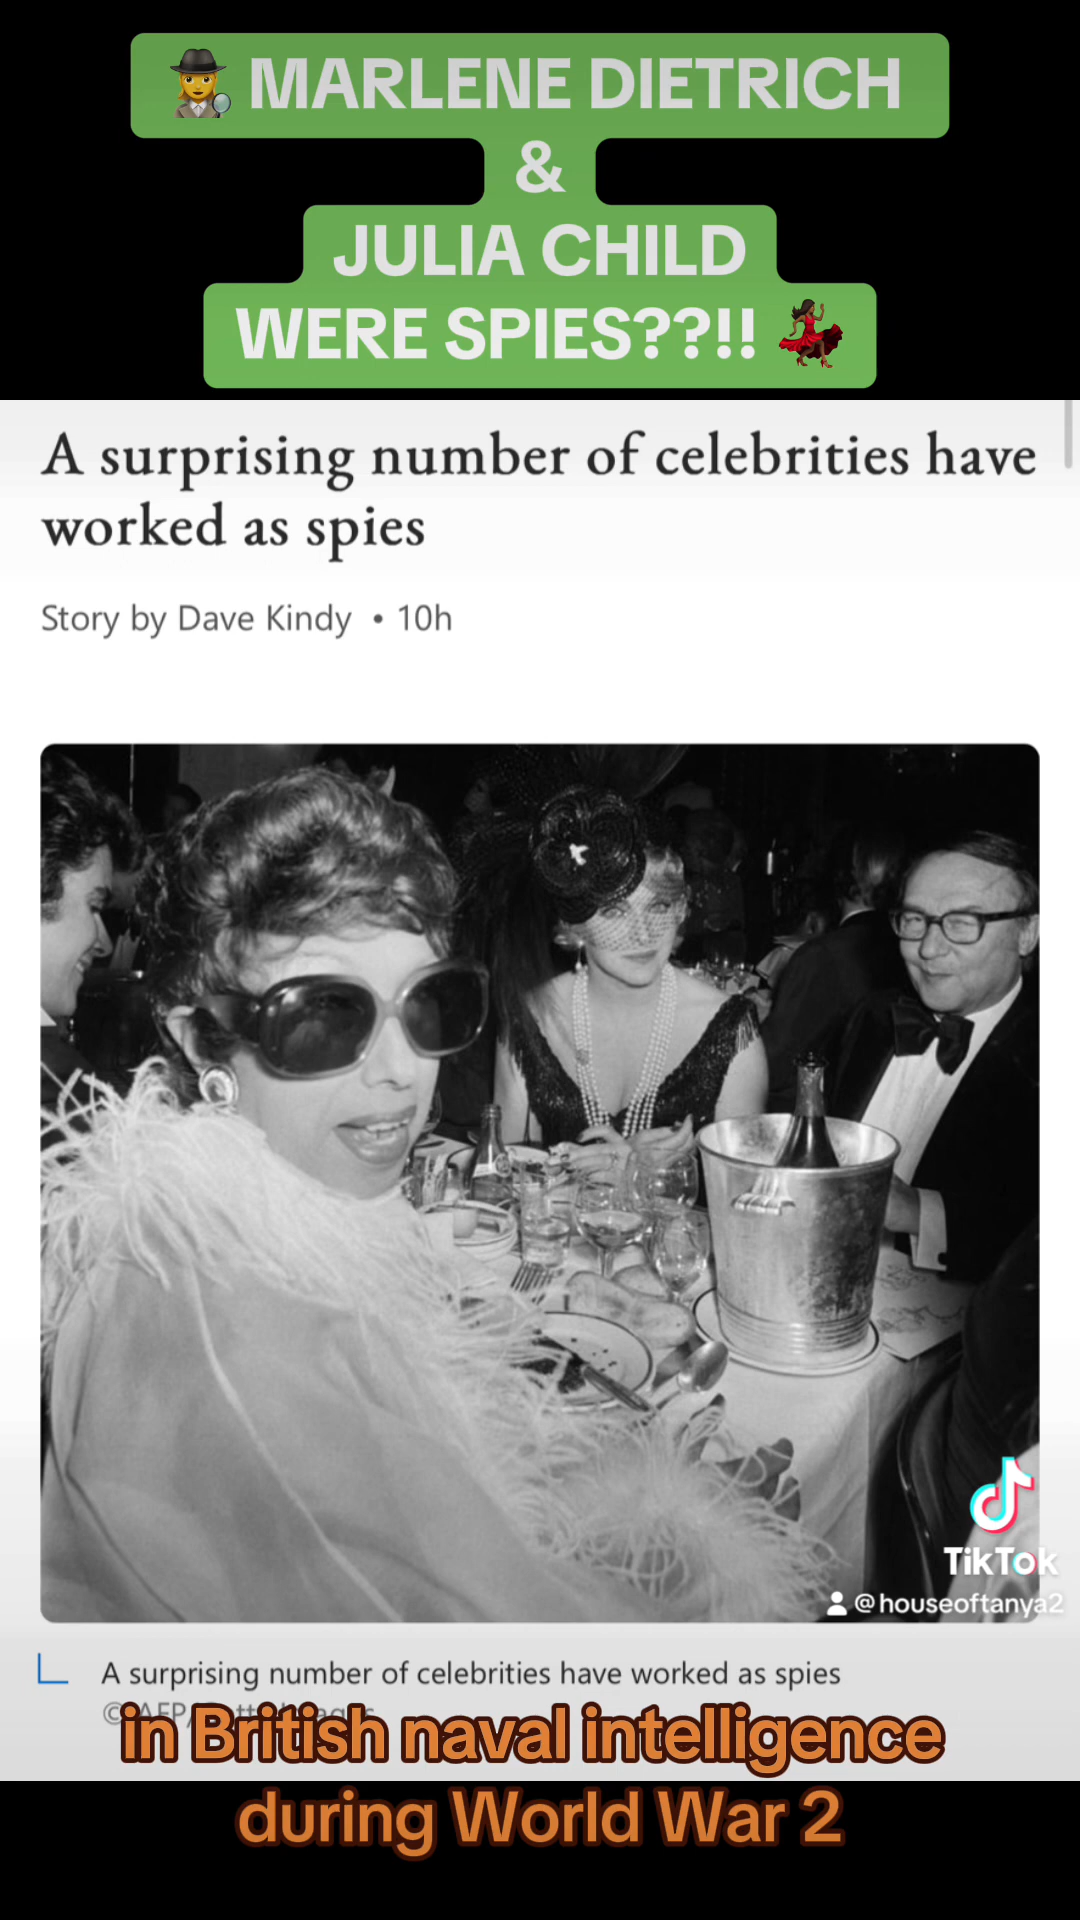 MARLENE DIETRICH
&
JULIA CHILD
WERE SPIES??!!
A surprising number of celebrities have
worked as spies
Story by Dave Kindy • 10h
TikTok
@houseoftanya2
A surprising number of celebrities have worked as spies
©
in British naval intelligence
during World War 2